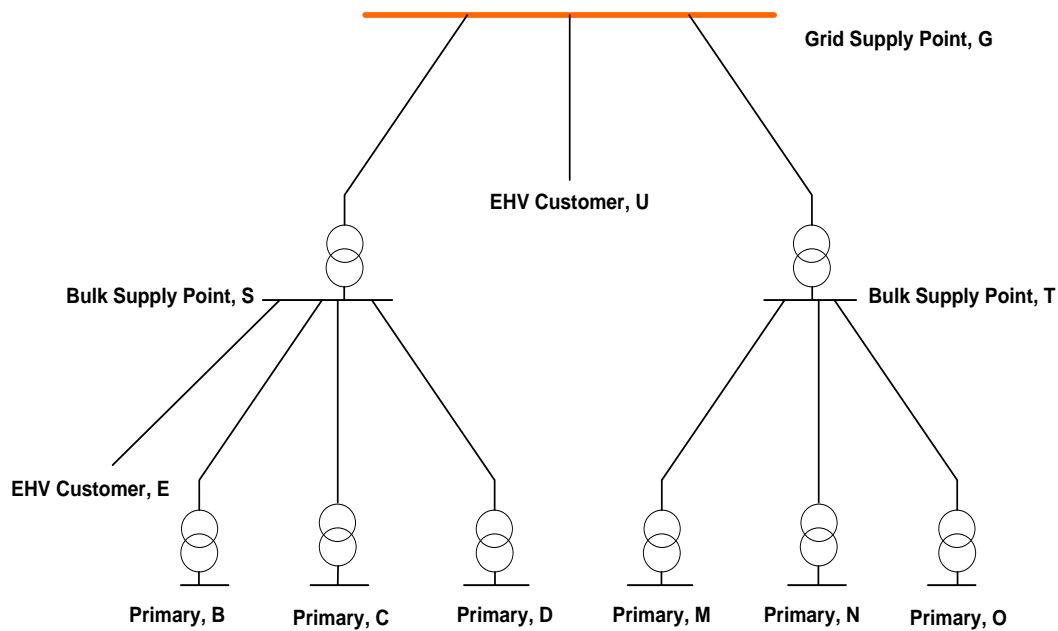 Grid Supply Point, G
EHV Customer, U
Bulk Supply Point, S
Bulk Supply Point, T
EHV Customer, E
Primary, B
Primary, C
Primary, D
Primary, M
Primary, N
Primary, O